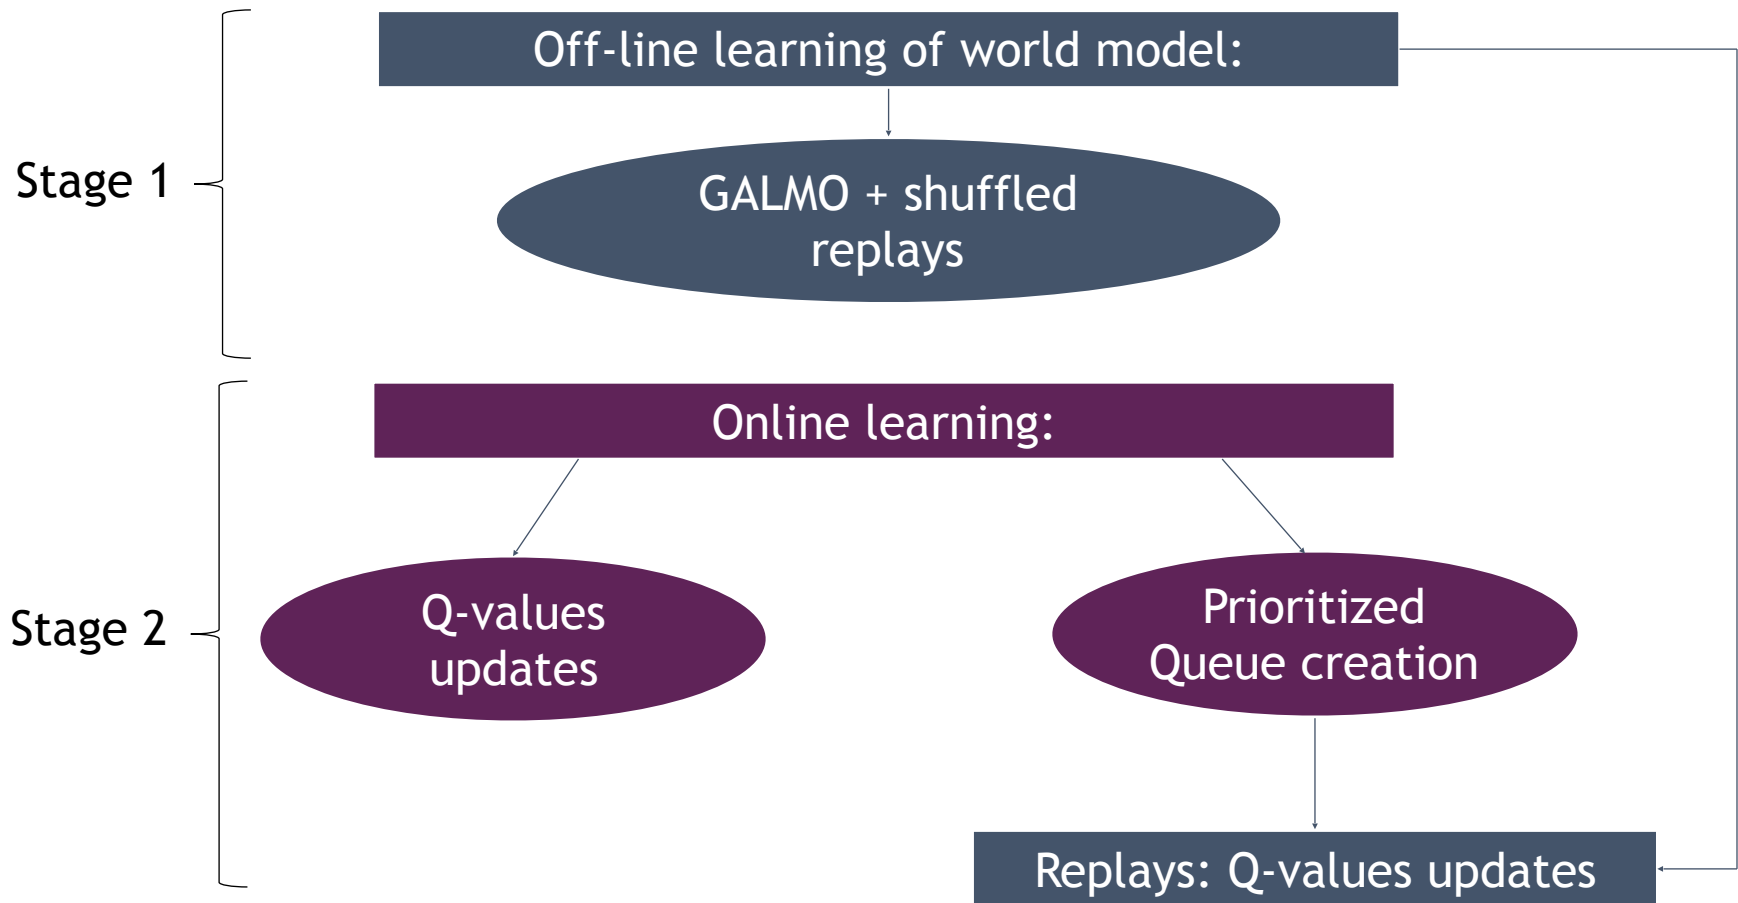 Off-line learning of world model:
Stage 1
GALMO + shuffled
replays
Online learning:
Stage 2
Q-values
updates
Prioritized
Queue creation
Replays: Q-values updates